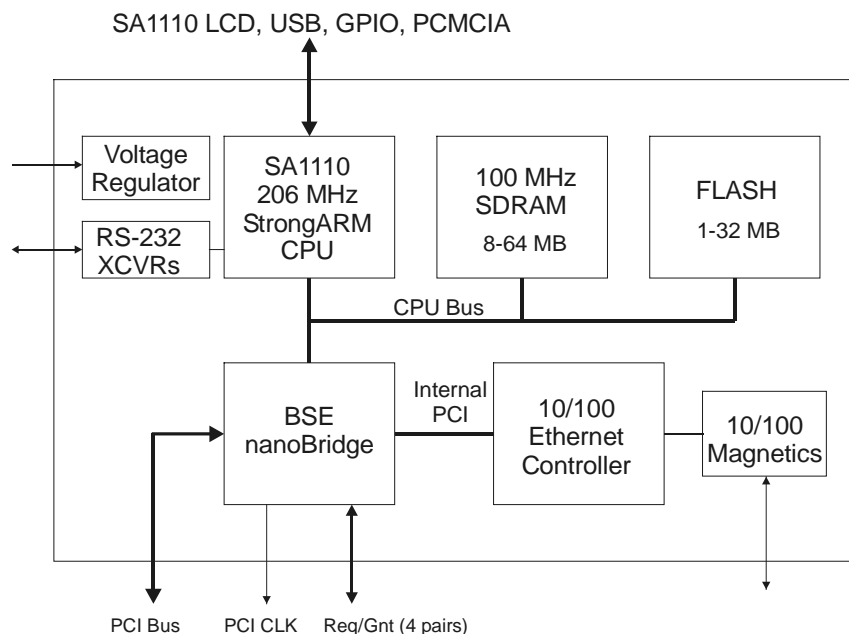 SA1110 LCD, USB, GPIO, PCMCIA
Voltage
Regulator
SA1110
206 MHz
StrongARM
CPU
100 MHz
SDRAM
8-64 MB
FLASH
1-32 MB
RS-232
XCVRs
CPU Bus
BSE
nanoBridge
Internal
PCI
10/100
Ethernet
Controller
10/100
Magnetics
PCI Bus
PCI CLK
Req/Gnt (4 pairs)